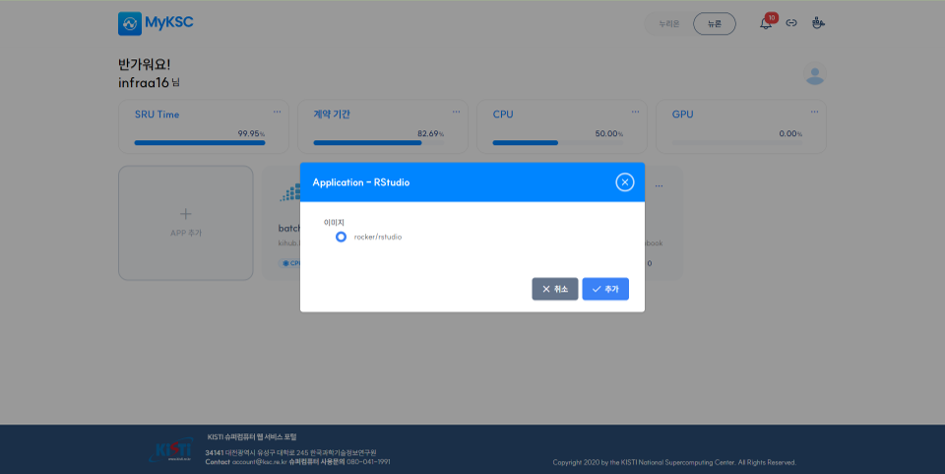 MyKSC
누리온
뉴론
10
반가워요!
infraa16 님
SRU Time
99.95%
계약 기간
82.69%
CPU
50.00%
GPU
0.00%
Application - RStudio
이미지
rocker/rstudio
취소
추가
APP 추가
batch
book
CPU
0
KISTI
KISTI 슈퍼컴퓨터 웹 서비스 포털
34141 대전광역시 유성구 대학로 245 한국과학기술정보연구원
Contact account@ksc.re.kr 슈퍼컴퓨터 사용문의 080-041-1991
Copyright 2020 by the KISTI National Supercomputing Center. All Rights Reserved.